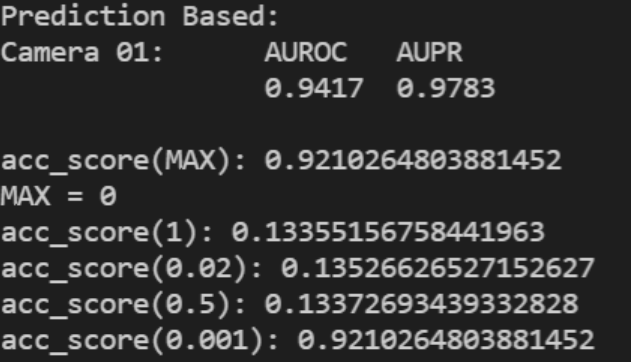 Prediction Based:
Camera 01: AUROC AUPR
0.9417 0.9783
acc_score(MAX): 0.9210264803881452
MAX = 0
acc_score(1): 0.13355156758441963
acc_score(0.02): 0.13526626527152627
acc_score(0.5): 0.13372693439332828
acc_score(0.001): 0.9210264803881452